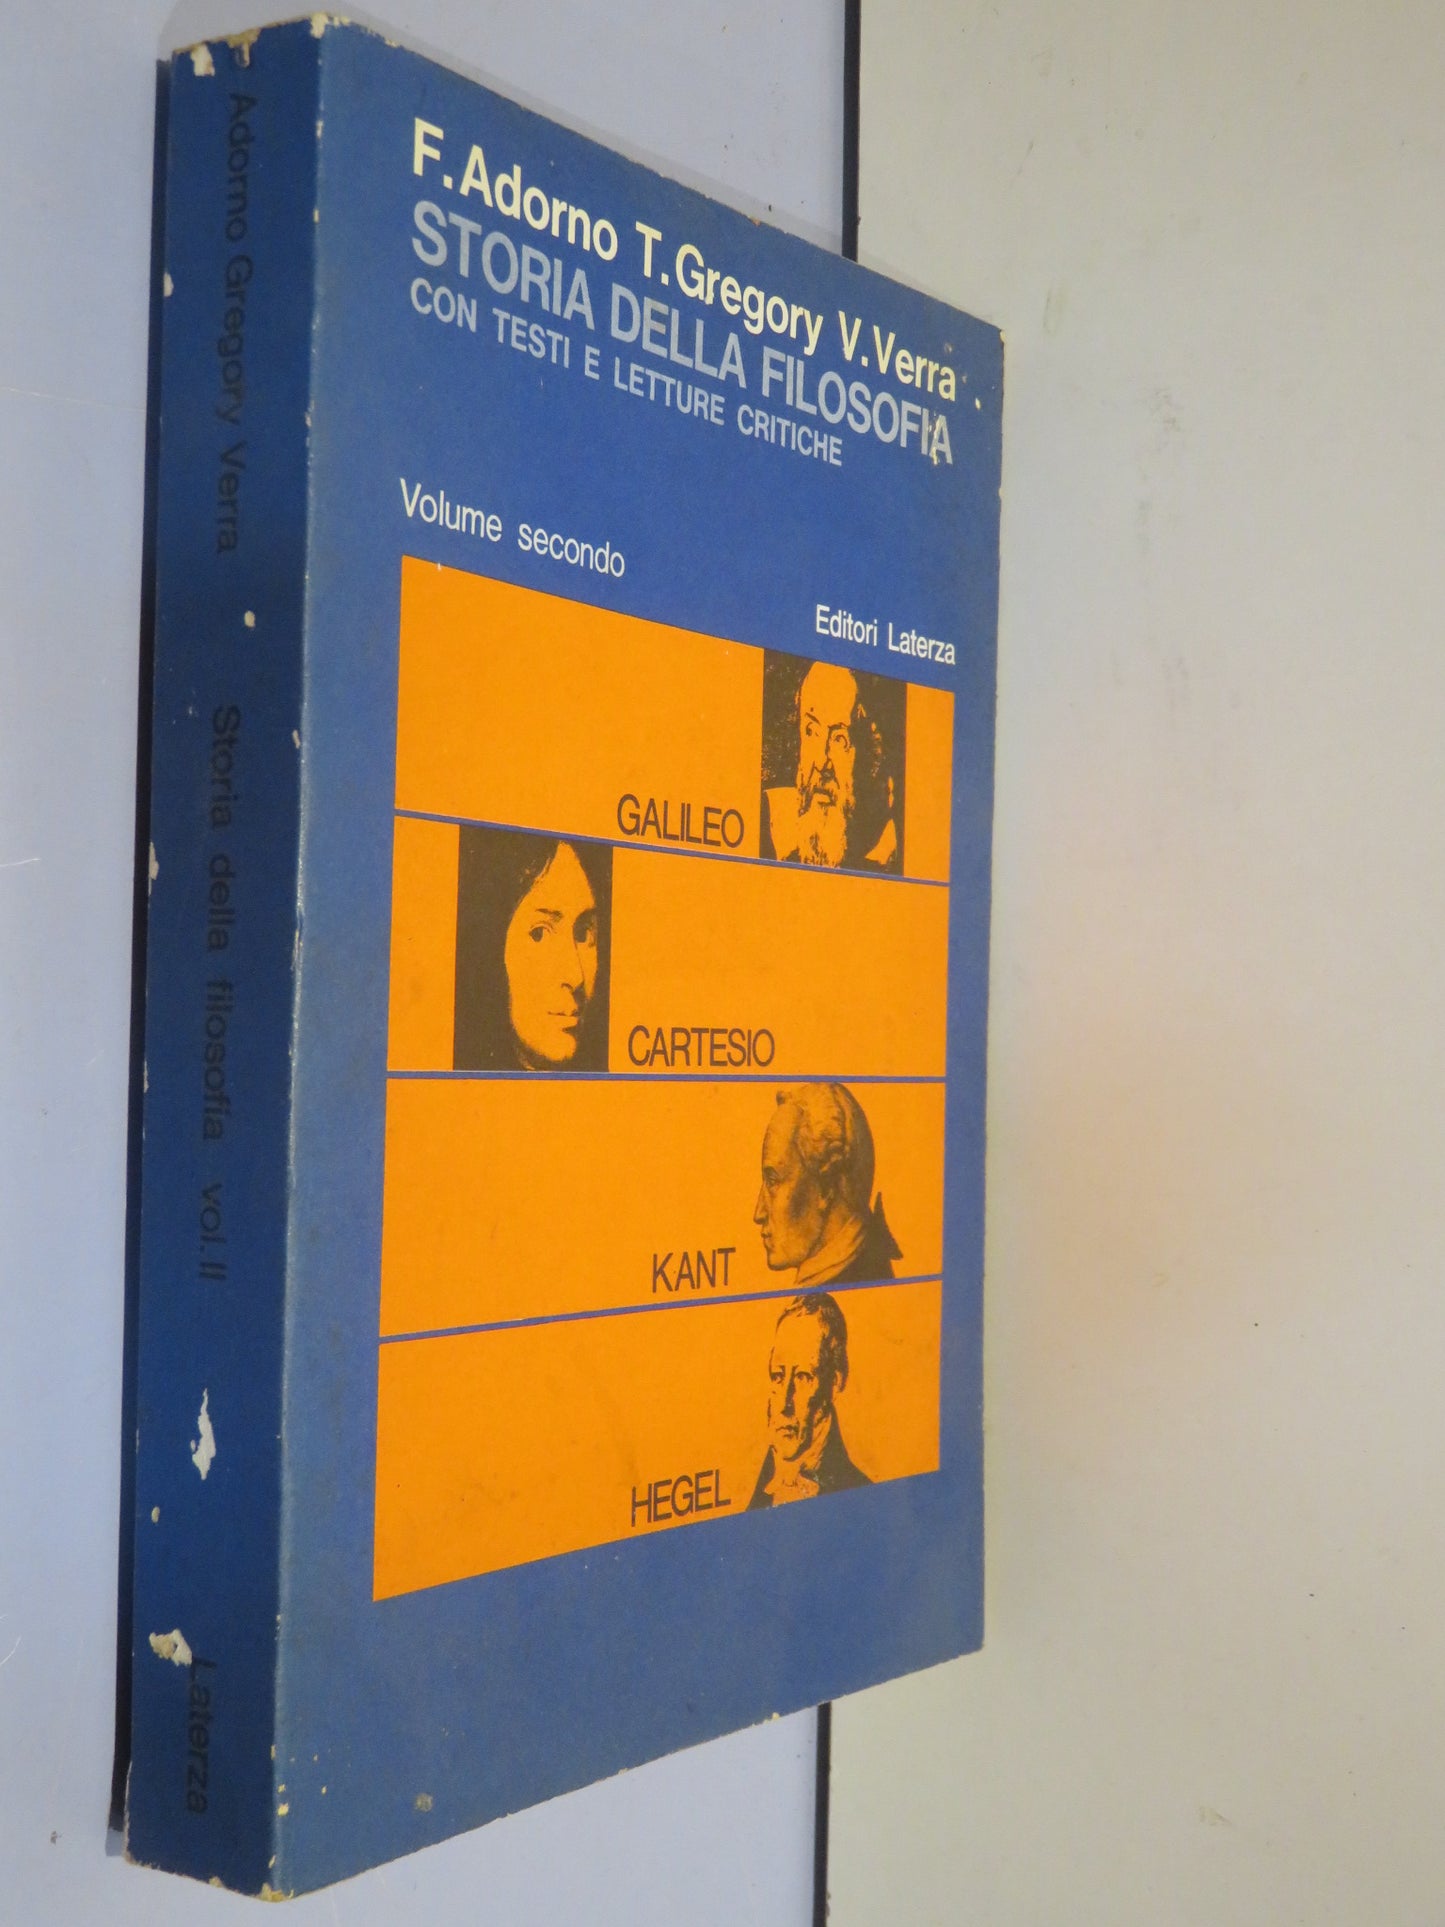 F. Adorno T. Gregory V. Verra
STORIA DELLA FILOSOFIA
CON TESTI E LETTURE CRITICHE
Volume secondo
Editori Laterza
GALILEO
CARTESIO
KANT
HEGEL
Adorno Gregory Verra Storia della filosofia vol. II Laterza